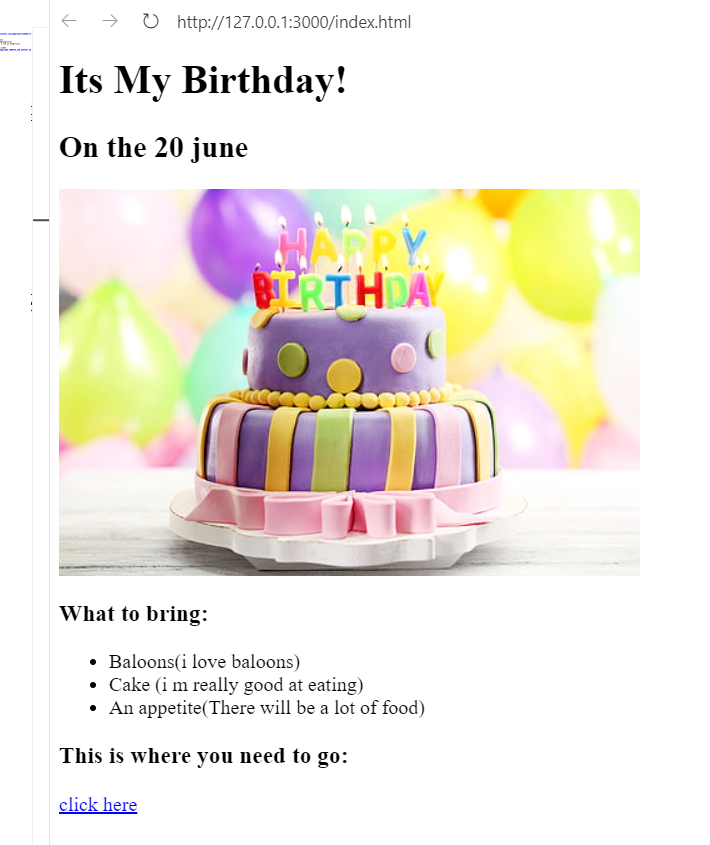 http://127.0.0.1:3000/index.html
Its My Birthday!
On the 20 june
HAPPY
BIRTHDAY
What to bring:
Baloons(i love baloons)
Cake (i m really good at eating)
An appetite(There will be a lot of food)
This is where you need to go:
click here